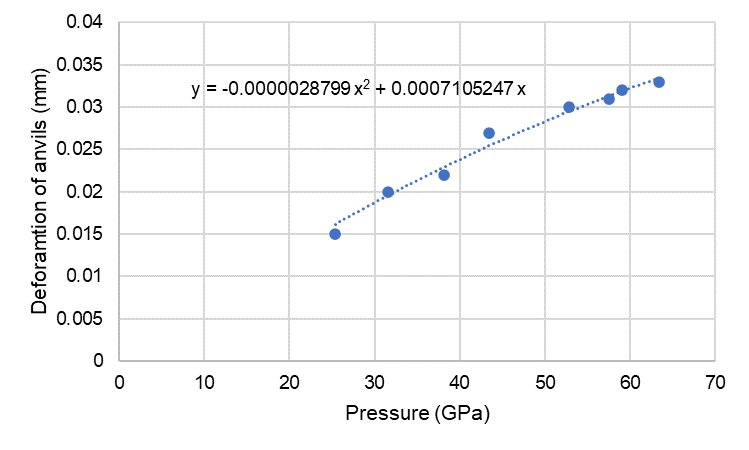 0.04
0.035
y = -0.0000028799 x² + 0.0007105247 x
0.03
0.025
0.02
0.015
0.01
0.005
0
Deforamtion of anvils (mm)
0 10 20 30 40 50 60 70
Pressure (GPa)